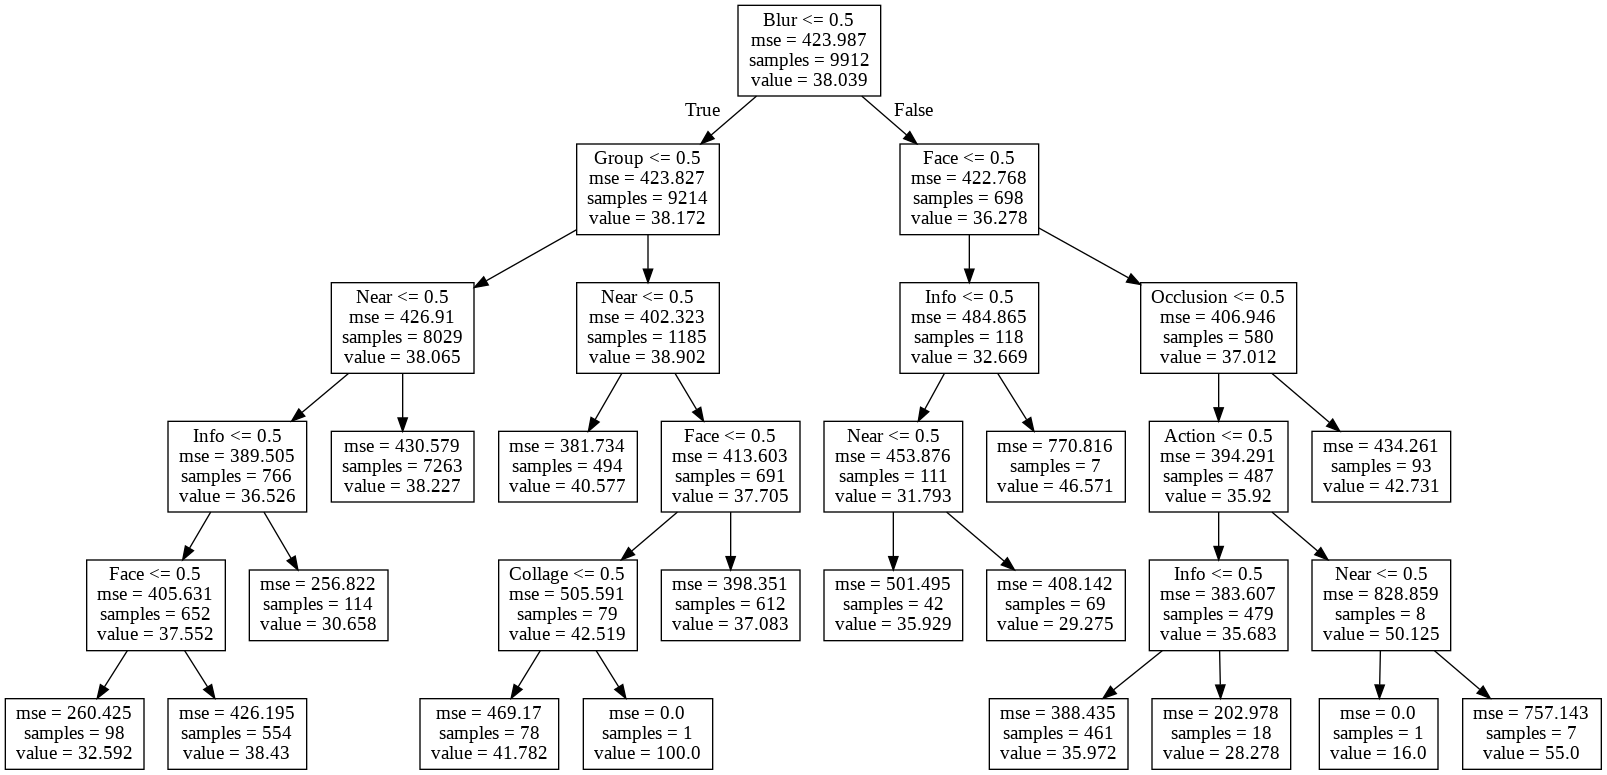 Blur <= 0.5
mse = 423.987
samples = 9912
value = 38.039
True
False
Group <= 0.5
mse = 423.827
samples = 9214
value = 38.172
Face <= 0.5
mse = 422.768
samples = 698
value = 36.278
Near <= 0.5
mse = 426.91
samples = 8029
value = 38.065
Near <= 0.5
mse = 402.323
samples = 1185
value = 38.902
Info <= 0.5
mse = 484.865
samples = 118
value = 32.669
Occlusion <= 0.5
mse = 406.946
samples = 580
value = 37.012
Info <= 0.5
mse = 389.505
samples = 766
value = 36.526
mse = 430.579
samples = 7263
value = 38.227
mse = 381.734
samples = 494
value = 40.577
Face <= 0.5
mse = 413.603
samples = 691
value = 37.705
Near <= 0.5
mse = 453.876
samples = 111
value = 31.793
mse = 770.816
samples = 7
value = 46.571
Action <= 0.5
mse = 394.291
samples = 487
value = 35.92
mse = 434.261
samples = 93
value = 42.731
Face <= 0.5
mse = 405.631
samples = 652
value = 37.552
mse = 256.822
samples = 114
value = 30.658
Collage <= 0.5
mse = 505.591
samples = 79
value = 42.519
mse = 398.351
samples = 612
value = 37.083
mse = 501.495
samples = 42
value = 35.929
mse = 408.142
samples = 69
value = 29.275
Info <= 0.5
mse = 383.607
samples = 479
value = 35.683
Near <= 0.5
mse = 828.859
samples = 8
value = 50.125
mse = 260.425
samples = 98
value = 32.592
mse = 426.195
samples = 554
value = 38.43
mse = 469.17
samples = 78
value = 41.782
mse = 0.0
samples = 1
value = 100.0
mse = 388.435
samples = 461
value = 35.972
mse = 202.978
samples = 18
value = 28.278
mse = 0.0
samples = 1
value = 16.0
mse = 757.143
samples = 7
value = 55.0